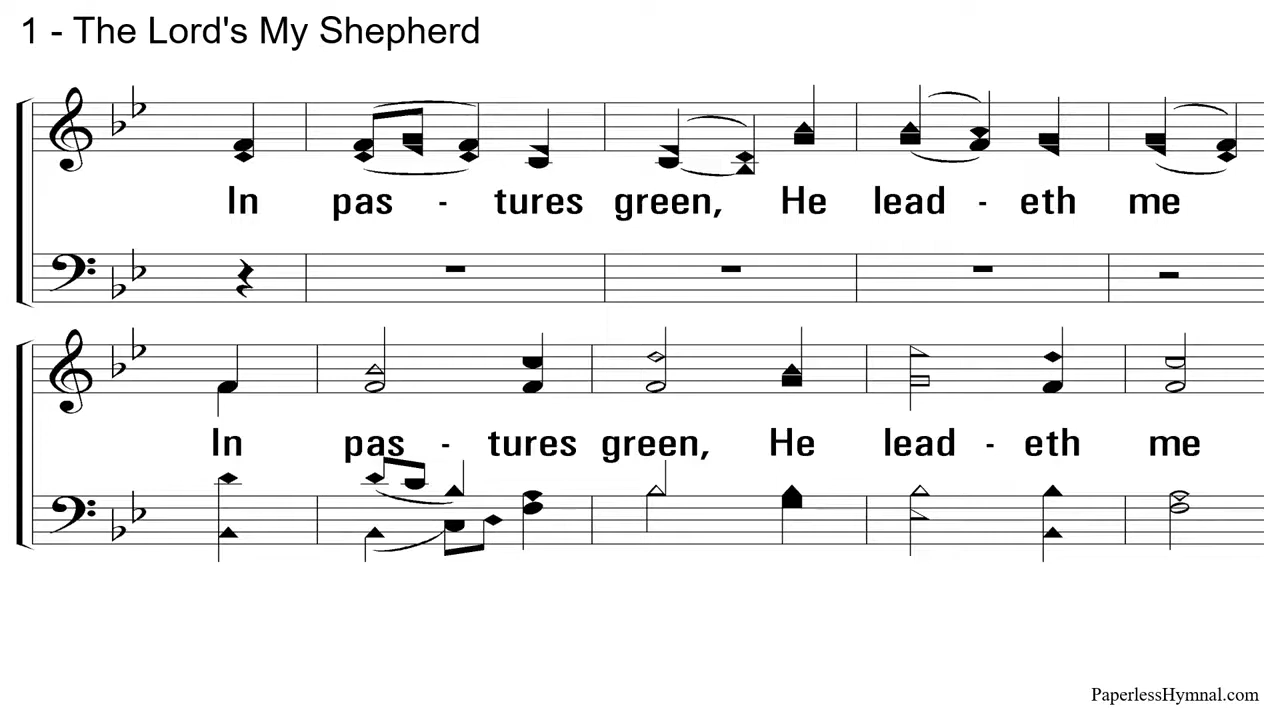 1 - The Lord's My Shepherd
In pas - tures green, He lead - eth me
In pas - tures green, He lead - eth me
PaperlessHymnal.com